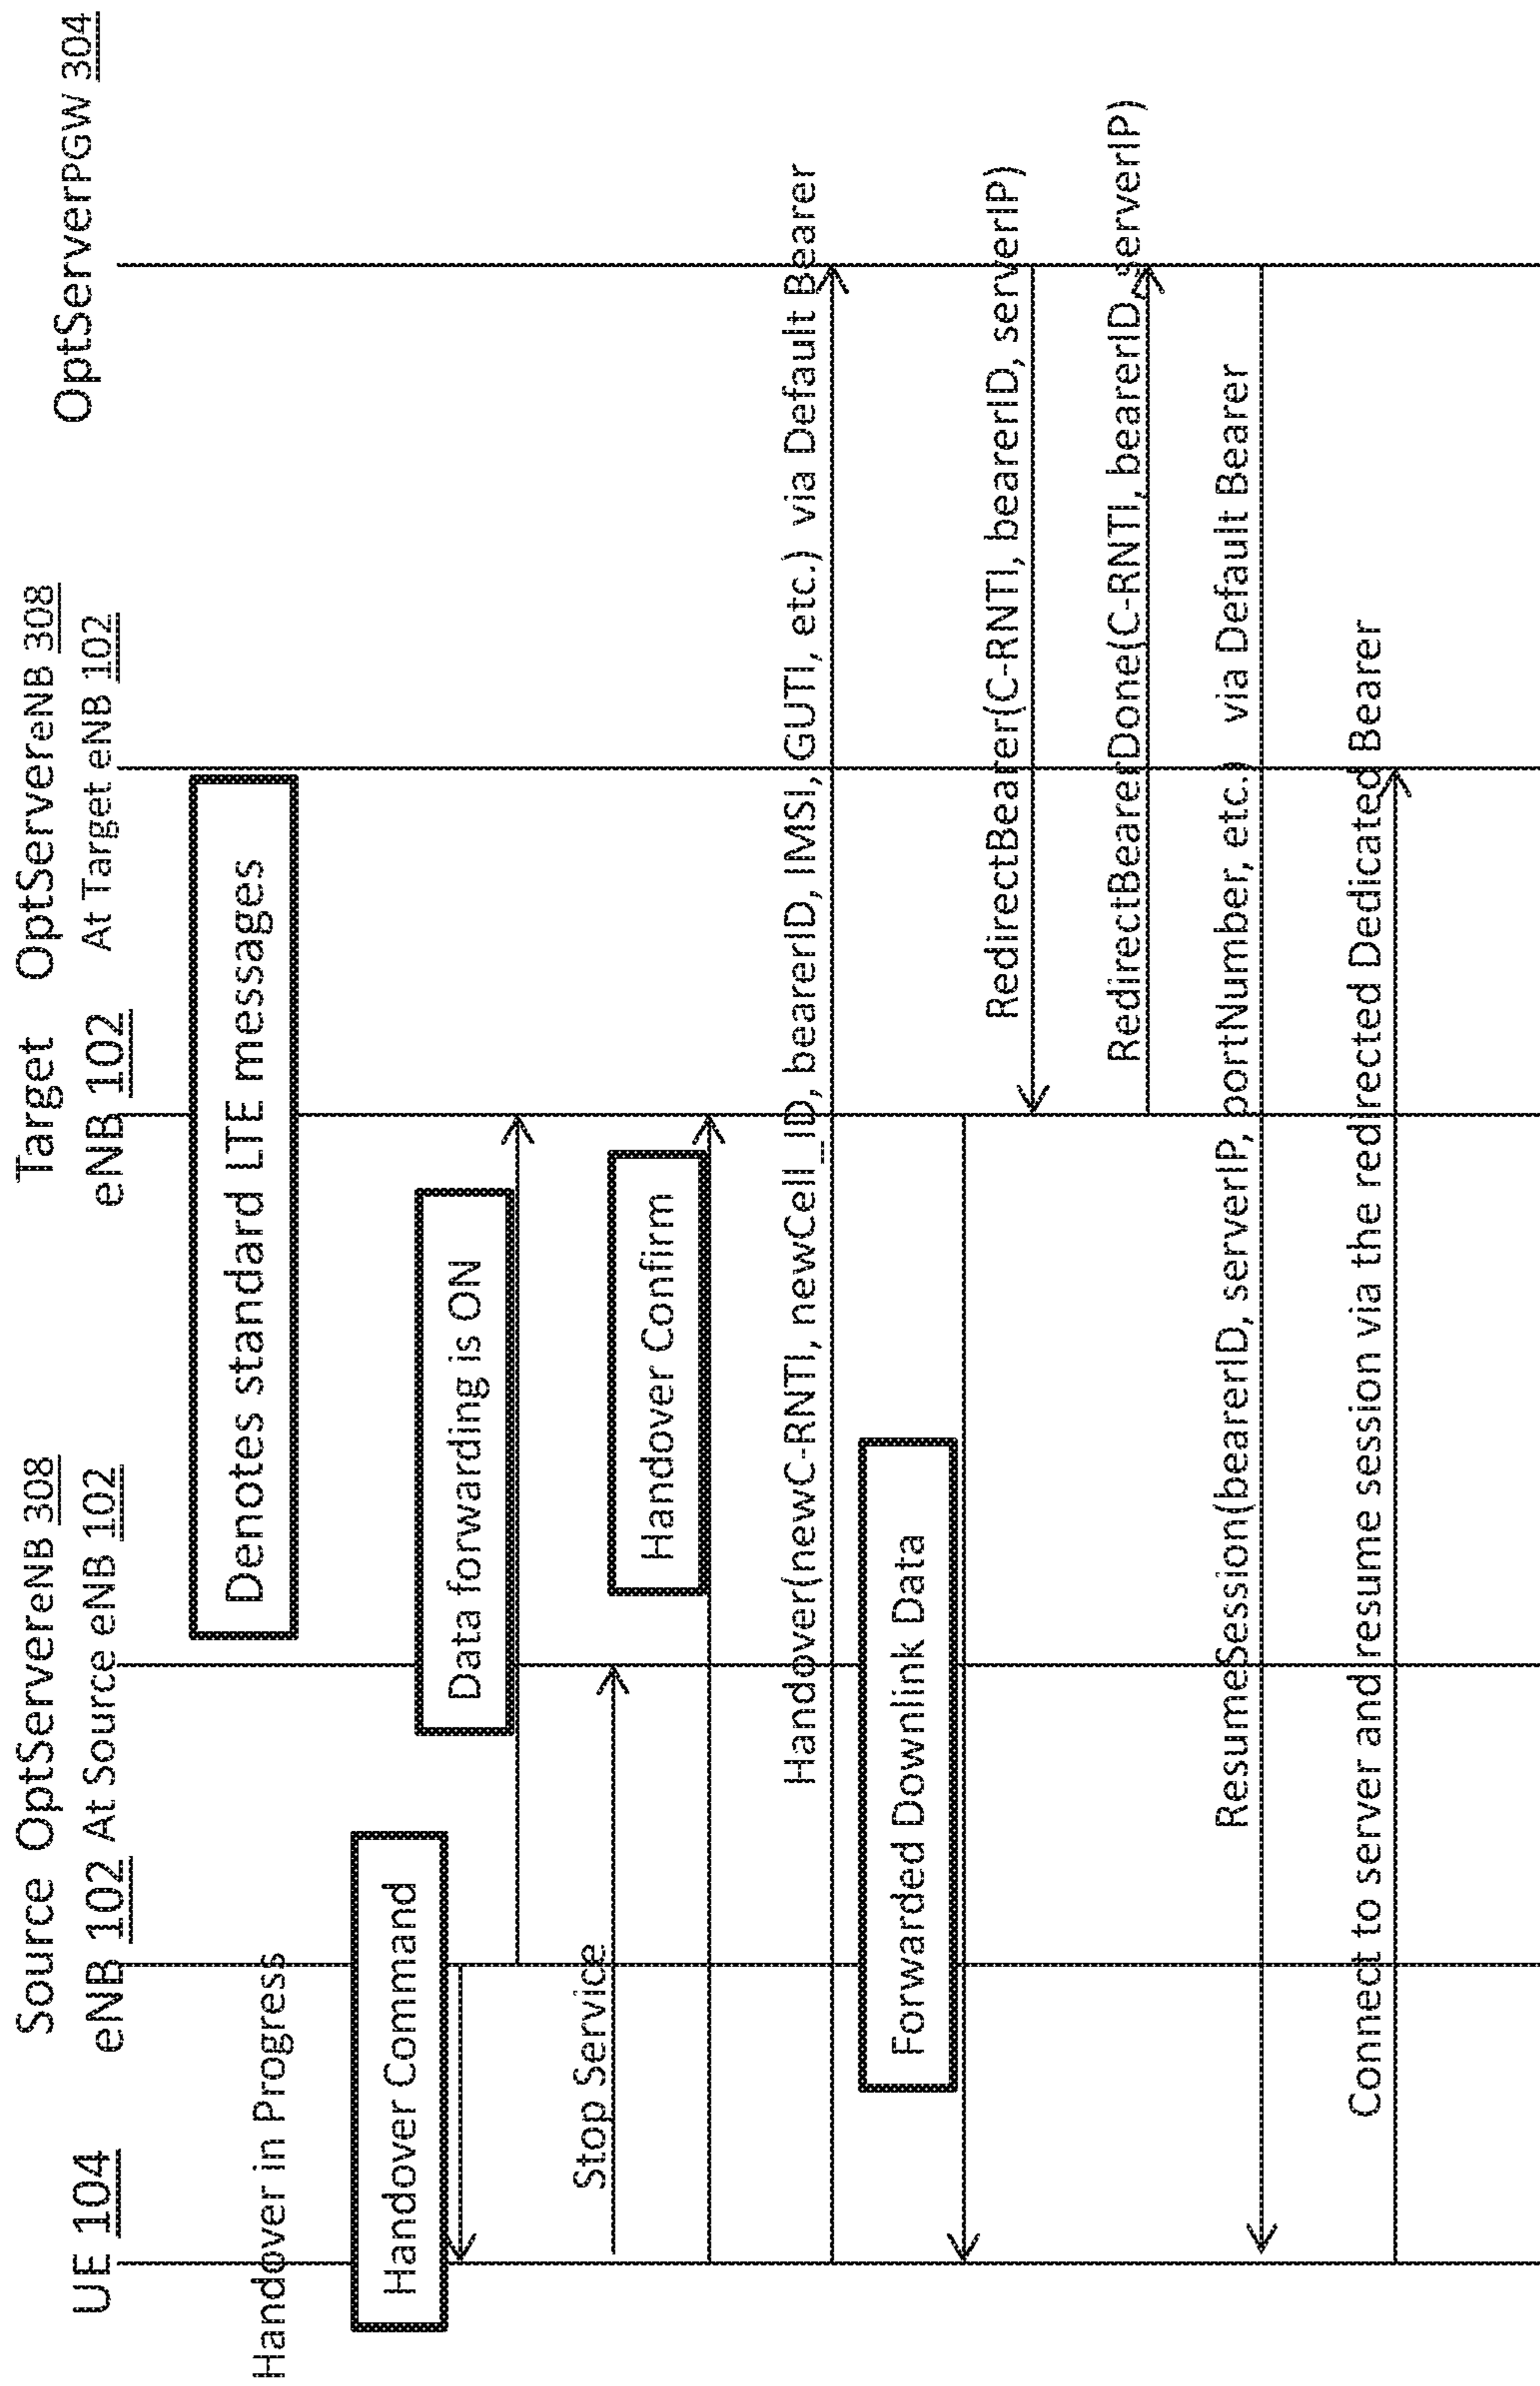 UE 104
Source
eNB 102
OptServereNB 308
At Source eNB 102
Target
eNB 102
OptServereNB 308
At Target eNB 102
OptServerPGW 304
Denotes standard LTE messages
Handover in Progress
Handover Command
Data forwarding is ON
Stop Service
Handover Confirm
Handover(newC-RNTI, newCell_ID, bearerID, IMSI, GUTI, etc.) via Default Bearer
Forwarded Downlink Data
RedirectBearer(C-RNTI, bearerID, serverIP)
RedirectBearerDone(C-RNTI, bearerID, serverIP)
ResumeSession(bearerID, serverIP, portNumber, etc.) via Default Bearer
Connect to server and resume session via the redirected Dedicated Bearer